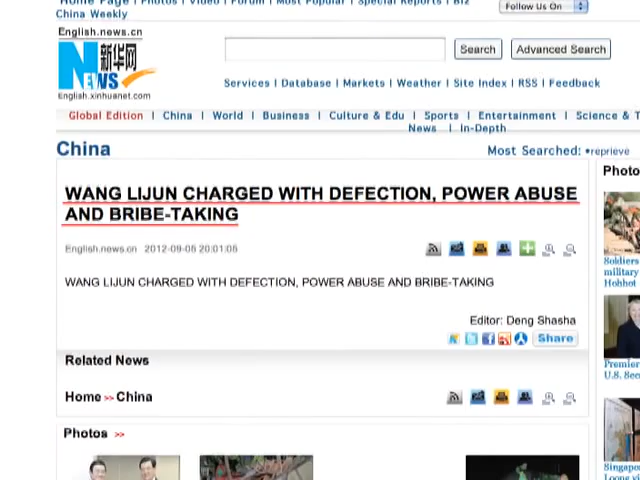 Home Page | Photos | Video | Forum | Most Popular | Special Reports | Biz
China Weekly
Follow Us On
English.news.cn
新华网
NEWS
English.xinhuanet.com
Search
Advanced Search
Services | Database | Markets | Weather | Site Index | RSS | Feedback
Global Edition | China | World | Business | Culture & Edu | Sports | Entertainment | Science & T
News | In-Depth
China
Most Searched: •reprieve
WANG LIJUN CHARGED WITH DEFECTION, POWER ABUSE
AND BRIBE-TAKING
English.news.cn 2012-09-05 20:01:05
WANG LIJUN CHARGED WITH DEFECTION, POWER ABUSE AND BRIBE-TAKING
Editor: Deng Shasha
Share
Related News
Home >> China
Photos >>
Photo
Soldiers
military
Hohhot
Premier
U.S. Sec
Singapo